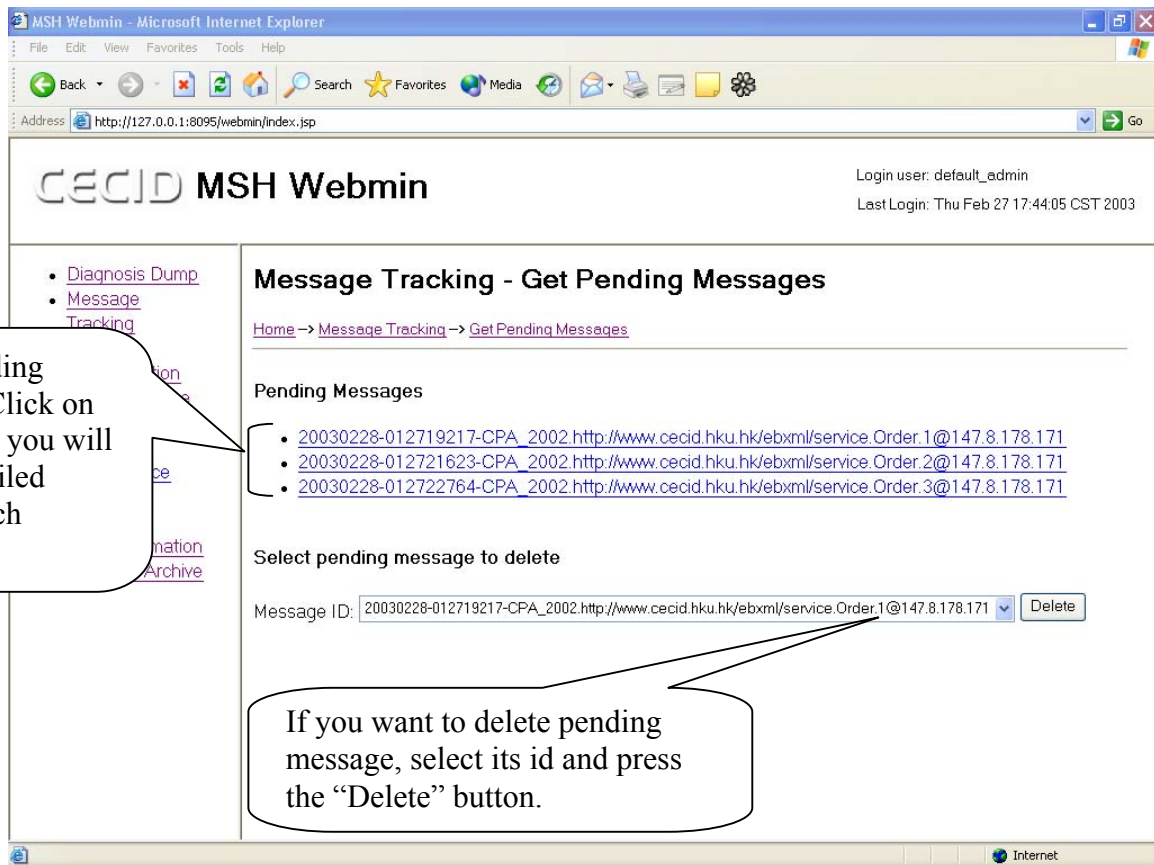 MSH Webmin - Microsoft Internet Explorer
File Edit View Favorites Tools Help
Back Search Favorites Media
Address http://127.0.0.1:8095/webmin/index.jsp Go
CECID MSH Webmin
Login user: default_admin
Last Login: Thu Feb 27 17:44:05 CST 2003
Diagnosis Dump
Message
Tracking
Message Tracking - Get Pending Messages
Home --> Message Tracking --> Get Pending Messages
Click on
you will
Pending Messages
20030228-012719217-CPA_2002.http://www.cecid.hku.hk/ebxml/service.Order.1@147.8.178.171
20030228-012721623-CPA_2002.http://www.cecid.hku.hk/ebxml/service.Order.2@147.8.178.171
20030228-012722764-CPA_2002.http://www.cecid.hku.hk/ebxml/service.Order.3@147.8.178.171
Archive
Select pending message to delete
Message ID: 20030228-012719217-CPA_2002.http://www.cecid.hku.hk/ebxml/service.Order.1@147.8.178.171 Delete
If you want to delete pending
message, select its id and press
the “Delete” button.
Internet